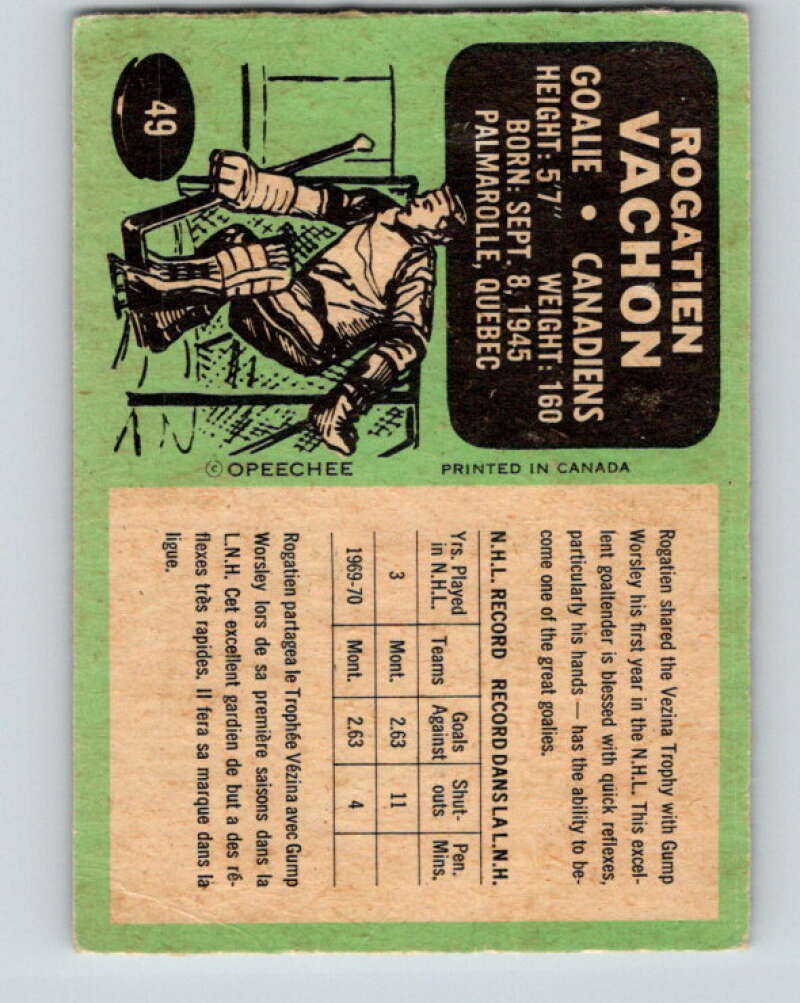 49
ROGATIEN
VACHON
GOALIE • CANADIENS
HEIGHT: 5'7" WEIGHT: 160
BORN: SEPT. 8, 1945
PALMAROLLE, QUEBEC
© OPEECHEE
PRINTED IN CANADA
Rogatien shared the Vezina Trophy with Gump
Worsley his first year in the N.H.L. This excel-
lent goaltender is blessed with quick reflexes,
particularly his hands — has the ability to be-
come one of the great goalies.
N.H.L. RECORD RECORD DANS LA L.N.H.
Yrs. Played Teams Goals Shut- Pen.
in N.H.L. Against outs Mins.
3 Mont. 2.63 11
1969-70 Mont. 2.63 4
Rogatien partagea le Trophée Vézina avec Gump
Worsley lors de sa première saisons dans la
L.N.H. Cet excellent gardien de but a des ré-
flexes très rapides. Il fera sa marque dans la
ligue.